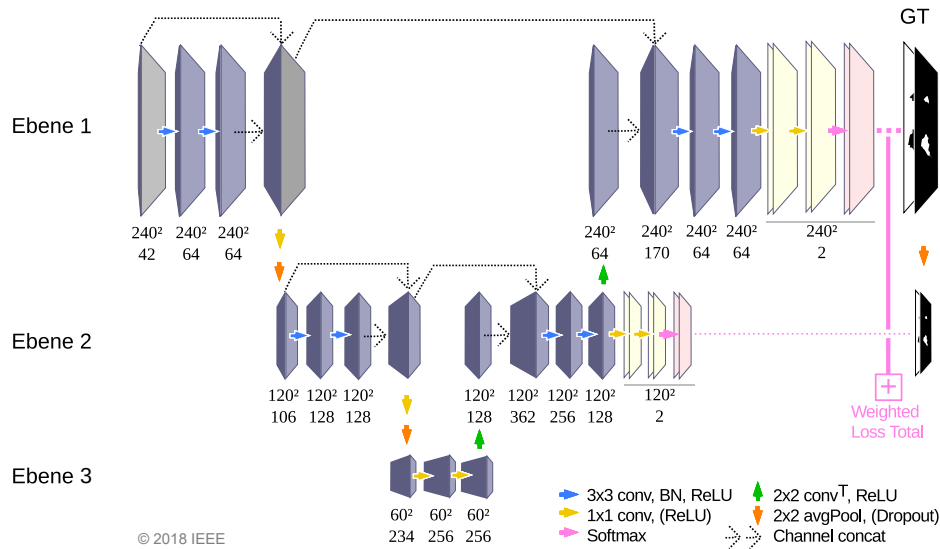 GT
Ebene 1
240² 240² 240² 240² 240² 240² 240² 240²
42 64 64 64 170 64 64 2
Ebene 2
120² 120² 120² 120² 120² 120² 120² 120²
106 128 128 128 362 256 128 2
Weighted
Loss Total
Ebene 3
60² 60² 60²
234 256 256
3x3 conv, BN, ReLU
1x1 conv, (ReLU)
Softmax
2x2 convᵀ, ReLU
2x2 avgPool, (Dropout)
Channel concat
© 2018 IEEE